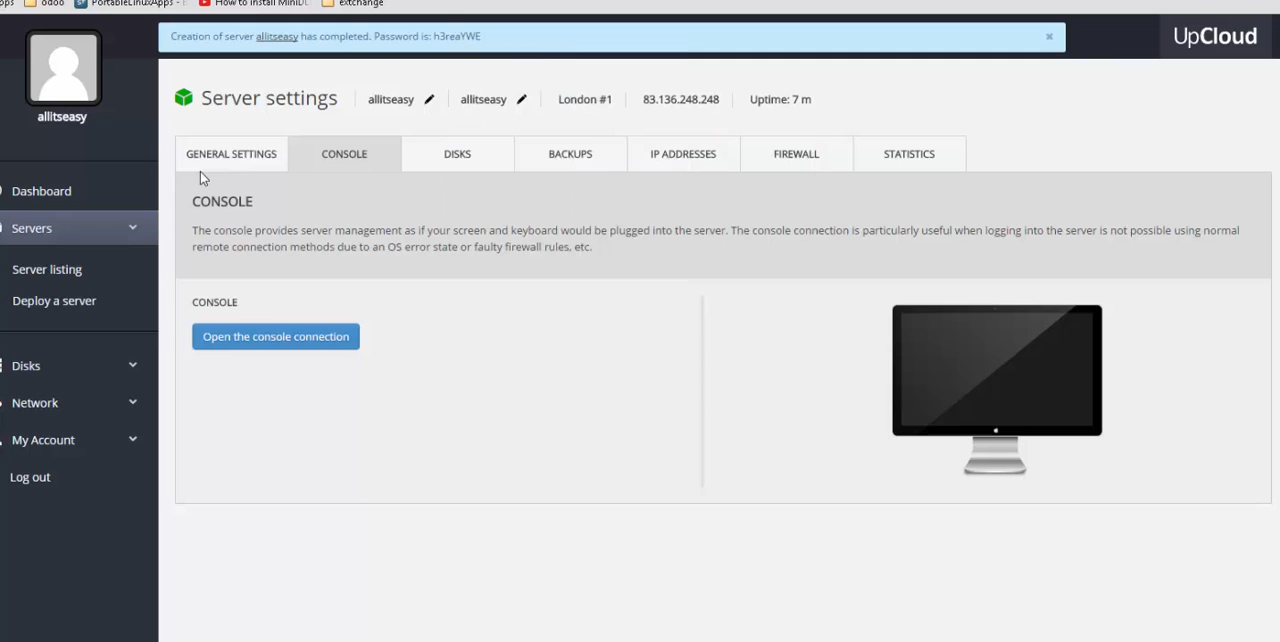 odoo PortableLinuxApps - How to install MiniDL extchange
Creation of server allitseasy has completed. Password is: h3reaYWE ×
UpCloud
allitseasy
Server settings allitseasy allitseasy London #1 83.136.248.248 Uptime: 7 m
GENERAL SETTINGS CONSOLE DISKS BACKUPS IP ADDRESSES FIREWALL STATISTICS
Dashboard
Servers
Server listing
Deploy a server
Disks
Network
My Account
Log out
CONSOLE
The console provides server management as if your screen and keyboard would be plugged into the server. The console connection is particularly useful when logging into the server is not possible using normal
remote connection methods due to an OS error state or faulty firewall rules, etc.
CONSOLE
Open the console connection